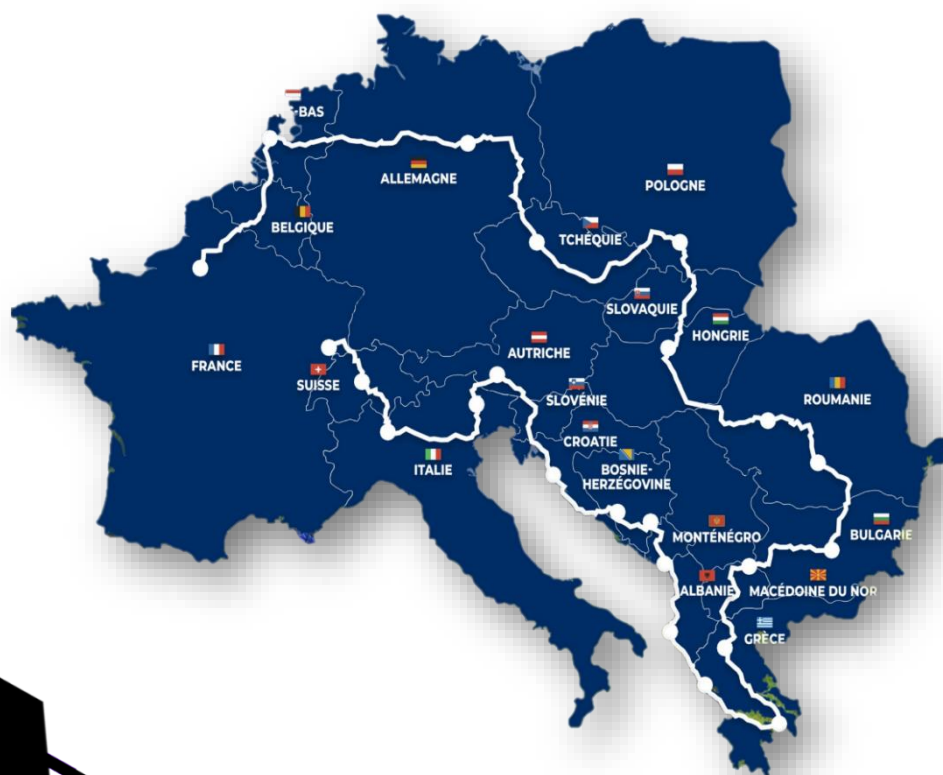 -BAS
ALLEMAGNE
POLOGNE
BELGIQUE
TCHÉQUIE
SLOVAQUIE
HONGRIE
AUTRICHE
FRANCE
SUISSE
SLOVÉNIE
ROUMANIE
CROATIE
ITALIE
BOSNIE-
HERZÉGOVINE
MONTÉNÉGRO
BULGARIE
ALBANIE
MACÉDOINE DU NOR
GRÈCE